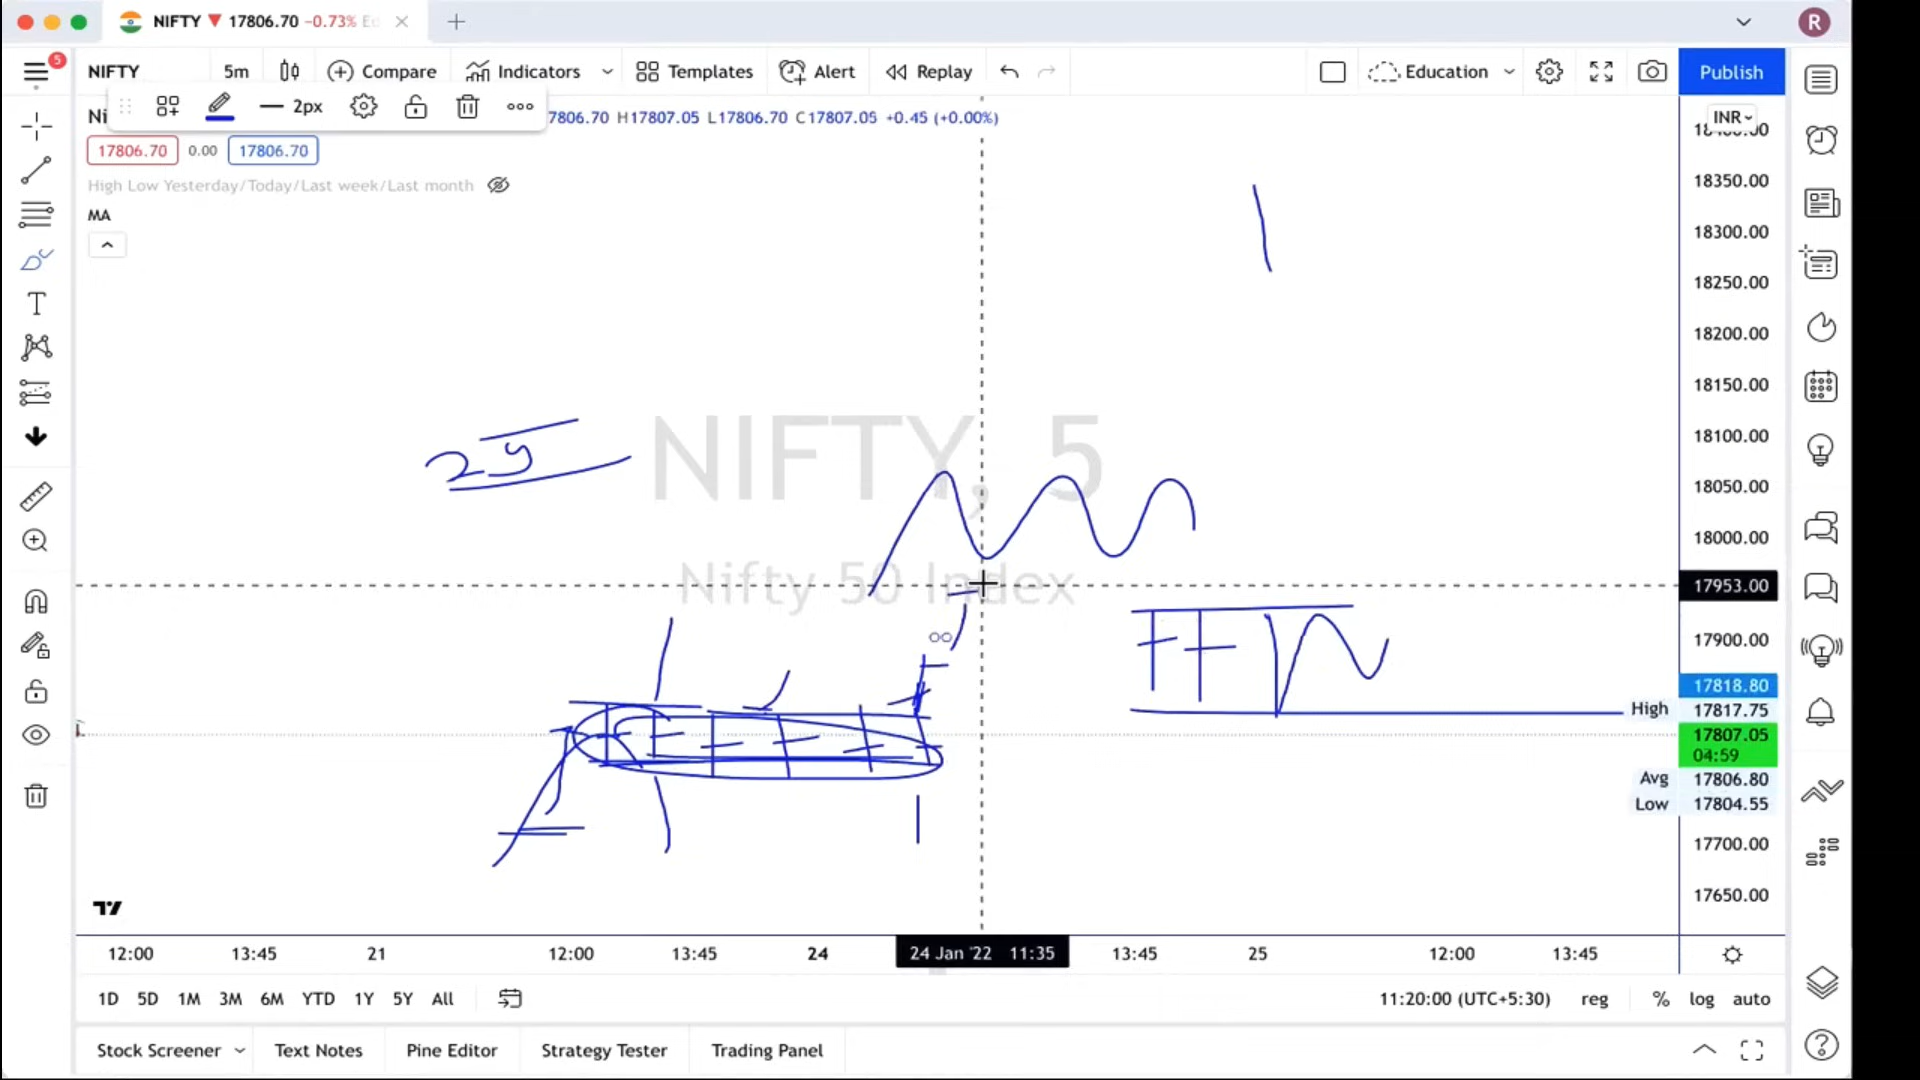 NIFTY ▼ 17806.70 −0.73%
R
5
NIFTY 5m Compare Indicators Templates Alert Replay Education Publish
2px
7806.70 H17807.05 L17806.70 C17807.05 +0.45 (+0.00%)
INR
17806.70 0.00 17806.70
High Low Yesterday/Today/Last week/Last month
MA
18350.00
18300.00
18250.00
18200.00
18150.00
18100.00
18050.00
18000.00
17953.00
17900.00
17818.80
High 17817.75
17807.05
04:59
Avg 17806.80
Low 17804.55
17700.00
17650.00
NIFTY, 5
Nifty 50 Index
12:00 13:45 21 12:00 13:45 24 24 Jan '22 11:35 13:45 25 12:00 13:45
1D 5D 1M 3M 6M YTD 1Y 5Y All 11:20:00 (UTC+5:30) reg % log auto
Stock Screener Text Notes Pine Editor Strategy Tester Trading Panel